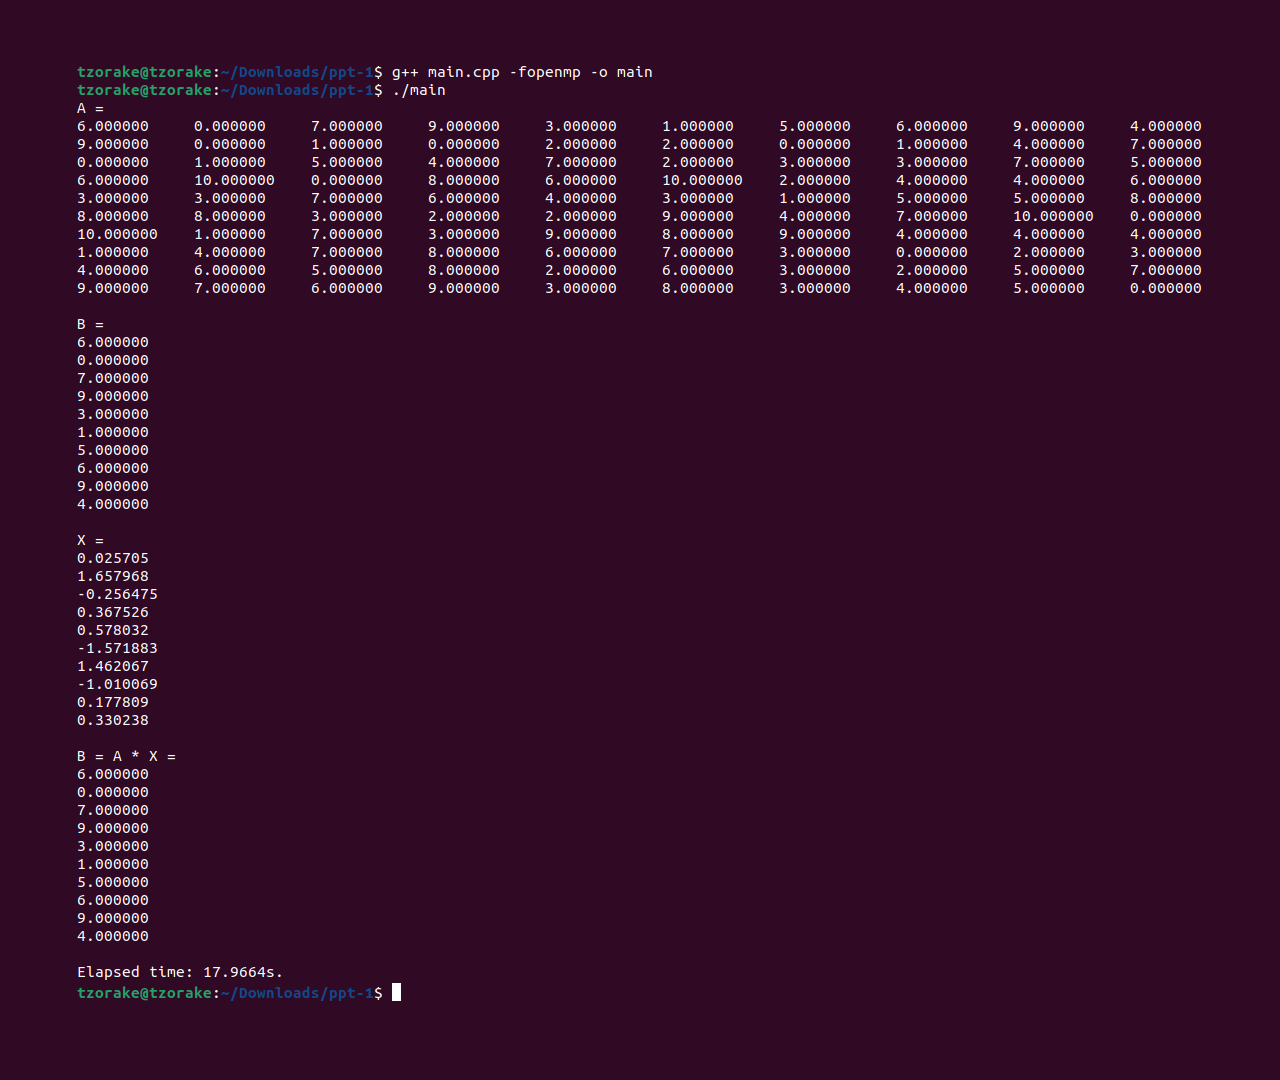 tzorake@tzorake:~/Downloads/ppt-1$ g++ main.cpp -fopenmp -o main
tzorake@tzorake:~/Downloads/ppt-1$ ./main
A =
6.000000 0.000000 7.000000 9.000000 3.000000 1.000000 5.000000 6.000000 9.000000 4.000000
9.000000 0.000000 1.000000 0.000000 2.000000 2.000000 0.000000 1.000000 4.000000 7.000000
0.000000 1.000000 5.000000 4.000000 7.000000 2.000000 3.000000 3.000000 7.000000 5.000000
6.000000 10.000000 0.000000 8.000000 6.000000 10.000000 2.000000 4.000000 4.000000 6.000000
3.000000 3.000000 7.000000 6.000000 4.000000 3.000000 1.000000 5.000000 5.000000 8.000000
8.000000 8.000000 3.000000 2.000000 2.000000 9.000000 4.000000 7.000000 10.000000 0.000000
10.000000 1.000000 7.000000 3.000000 9.000000 8.000000 9.000000 4.000000 4.000000 4.000000
1.000000 4.000000 7.000000 8.000000 6.000000 7.000000 3.000000 0.000000 2.000000 3.000000
4.000000 6.000000 5.000000 8.000000 2.000000 6.000000 3.000000 2.000000 5.000000 7.000000
9.000000 7.000000 6.000000 9.000000 3.000000 8.000000 3.000000 4.000000 5.000000 0.000000
B =
6.000000
0.000000
7.000000
9.000000
3.000000
1.000000
5.000000
6.000000
9.000000
4.000000
X =
0.025705
1.657968
-0.256475
0.367526
0.578032
-1.571883
1.462067
-1.010069
0.177809
0.330238
B = A * X =
6.000000
0.000000
7.000000
9.000000
3.000000
1.000000
5.000000
6.000000
9.000000
4.000000
Elapsed time: 17.9664s.
tzorake@tzorake:~/Downloads/ppt-1$